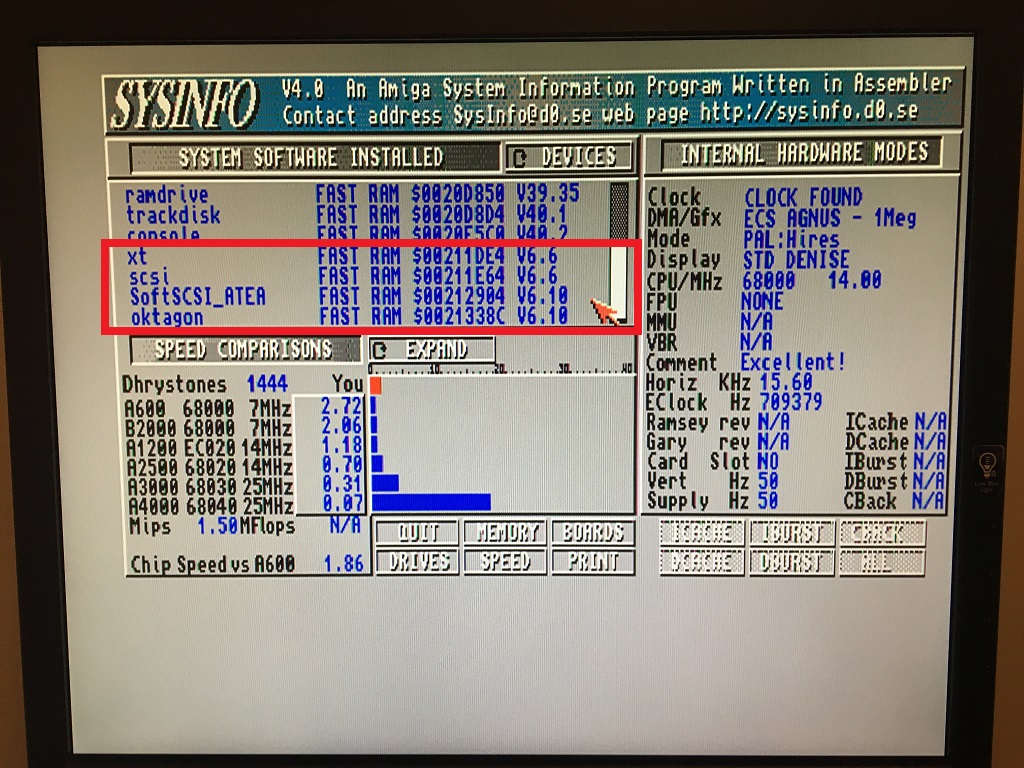 SYSINFO
V4.0 An Amiga System Information Program Written in Assembler
Contact address SysInfo@d0.se web page http://sysinfo.d0.se
SYSTEM SOFTWARE INSTALLED
DEVICES
ramdrive FAST RAM $0020D850 V39.35
trackdisk FAST RAM $0020D8D4 V40.1
console FAST RAM $0020E5C0 V40.2
xt FAST RAM $00211DE4 V6.6
scsi FAST RAM $00211E64 V6.6
SoftSCSI_ATEA FAST RAM $00212904 V6.10
oktagon FAST RAM $0021338C V6.10
SPEED COMPARISONS
EXPAND
Dhrystones 1444 You
0 10 20 30 40
A600 68000 7MHz 2.72
B2000 68000 7MHz 2.06
A1200 EC020 14MHz 1.18
A2500 68020 14MHz 0.70
A3000 68030 25MHz 0.31
A4000 68040 25MHz 0.07
Mips 1.50 MFlops N/A
Chip Speed vs A600 1.86
QUIT MEMORY BOARDS
DRIVES SPEED PRINT
INTERNAL HARDWARE MODES
Clock CLOCK FOUND
DMA/Gfx ECS AGNUS - 1Meg
Mode PAL:Hires
Display STD DENISE
CPU/MHz 68000 14.00
FPU NONE
MMU N/A
VBR N/A
Comment Excellent!
Horiz KHz 15.60
EClock Hz 709379
Ramsey rev N/A ICache N/A
Gary rev N/A DCache N/A
Card Slot NO IBurst N/A
Vert Hz 50 DBurst N/A
Supply Hz 50 CBack N/A
ICACHE IBURST CBACK
DCACHE DBURST ALL